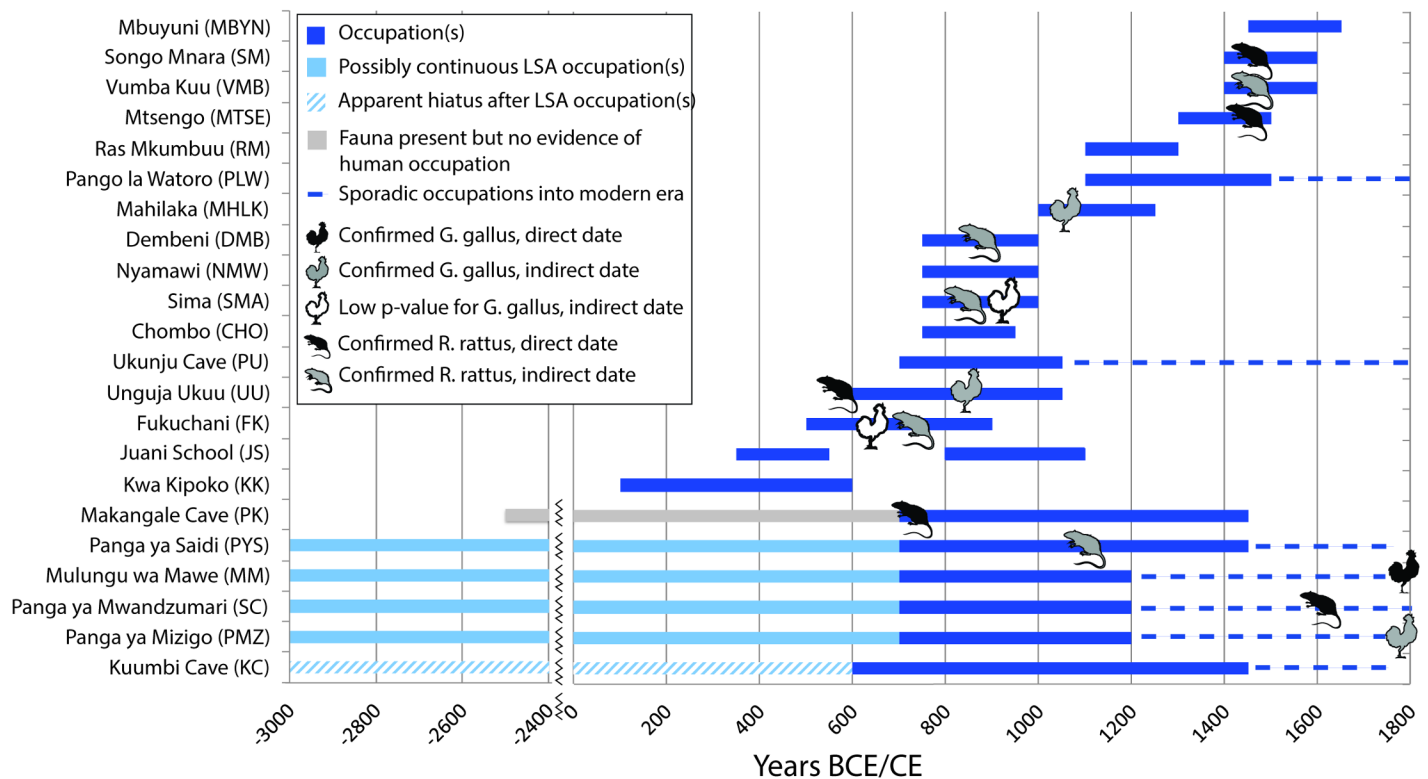 Mbuyuni (MBYN)
Songo Mnara (SM)
Vumba Kuu (VMB)
Mtsengo (MTSE)
Ras Mkumbuu (RM)
Pango la Watoro (PLW)
Mahilaka (MHLK)
Dembeni (DMB)
Nyamawi (NMW)
Sima (SMA)
Chombo (CHO)
Ukunju Cave (PU)
Unguja Ukuu (UU)
Fukuchani (FK)
Juani School (JS)
Kwa Kipoko (KK)
Makangale Cave (PK)
Panga ya Saidi (PYS)
Mulungu wa Mawe (MM)
Panga ya Mwandzumari (SC)
Panga ya Mizigo (PMZ)
Kuumbi Cave (KC)
Occupation(s)
Possibly continuous LSA occupation(s)
Apparent hiatus after LSA occupation(s)
Fauna present but no evidence of
human occupation
Sporadic occupations into modern era
Confirmed G. gallus, direct date
Confirmed G. gallus, indirect date
Low p-value for G. gallus, indirect date
Confirmed R. rattus, direct date
Confirmed R. rattus, indirect date
-3000 -2800 -2600 -2400 0 200 400 600 800 1000 1200 1400 1600 1800
Years BCE/CE